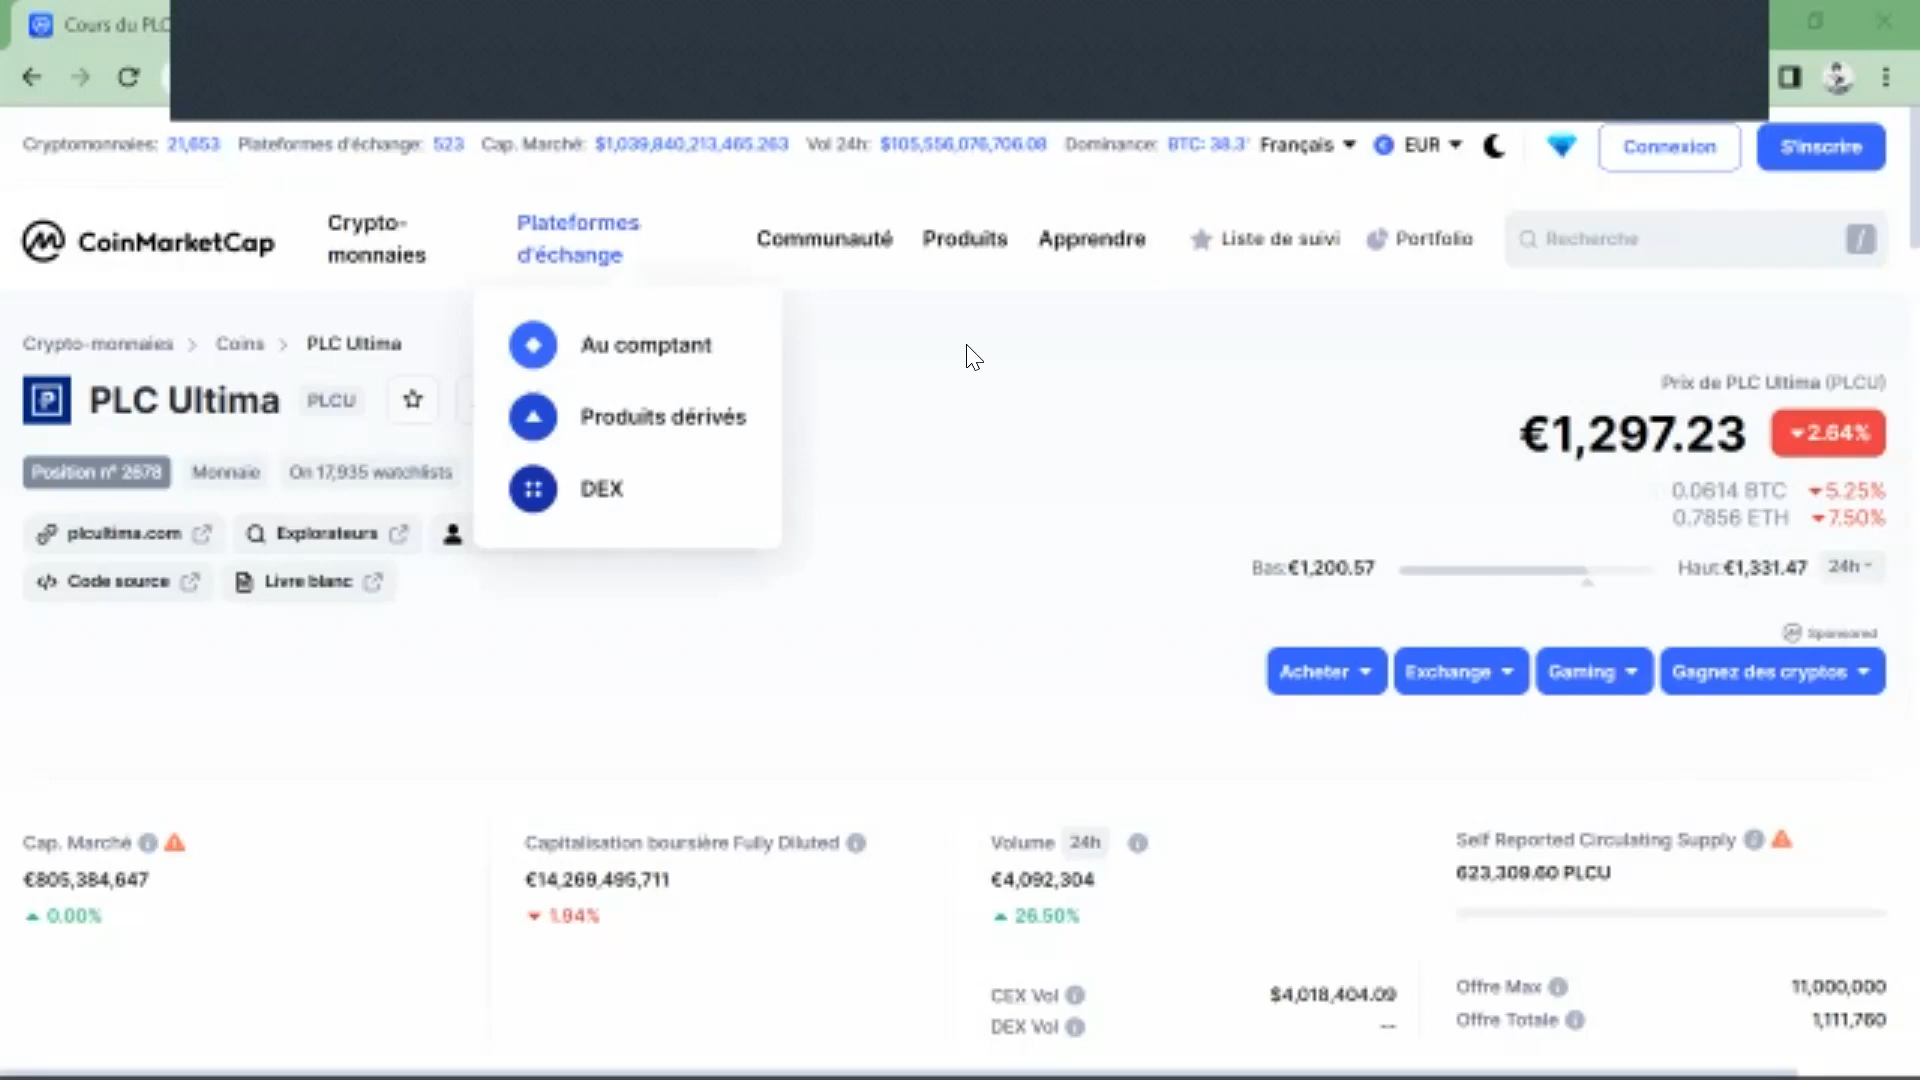 Cours du PLC
Cryptomonnaies: 21,653 Plateformes d'échange: 523 Cap. Marché: $1,039,840,213,465.263 Vol 24h: $105,556,076,706.08 Dominance: BTC: 38.3 Français EUR Connexion S'inscrire
CoinMarketCap
Crypto-
monnaies
Plateformes
d'échange
Communauté Produits Apprendre Liste de suivi Portfolio Recherche /
Au comptant
Produits dérivés
DEX
Crypto-monnaies > Coins > PLC Ultima
PLC Ultima PLCU
Position n° 2678 Monnaie On 17,935 watchlists
plcultima.com Explorateurs
Code source Livre blanc
Prix de PLC Ultima (PLCU)
€1,297.23 2.64%
0.0614 BTC 5.25%
0.7856 ETH 7.50%
Bas:€1,200.57 Haut:€1,331.47 24h
Sponsored
Acheter Exchange Gaming Gagnez des cryptos
Cap. Marché
€805,384,647
0.00%
Capitalisation boursière Fully Diluted
€14,269,495,711
1.94%
Volume 24h
€4,092,304
26.50%
CEX Vol $4,018,404.09
DEX Vol --
Self Reported Circulating Supply
623,309.60 PLCU
Offre Max 11,000,000
Offre Totale 1,111,760